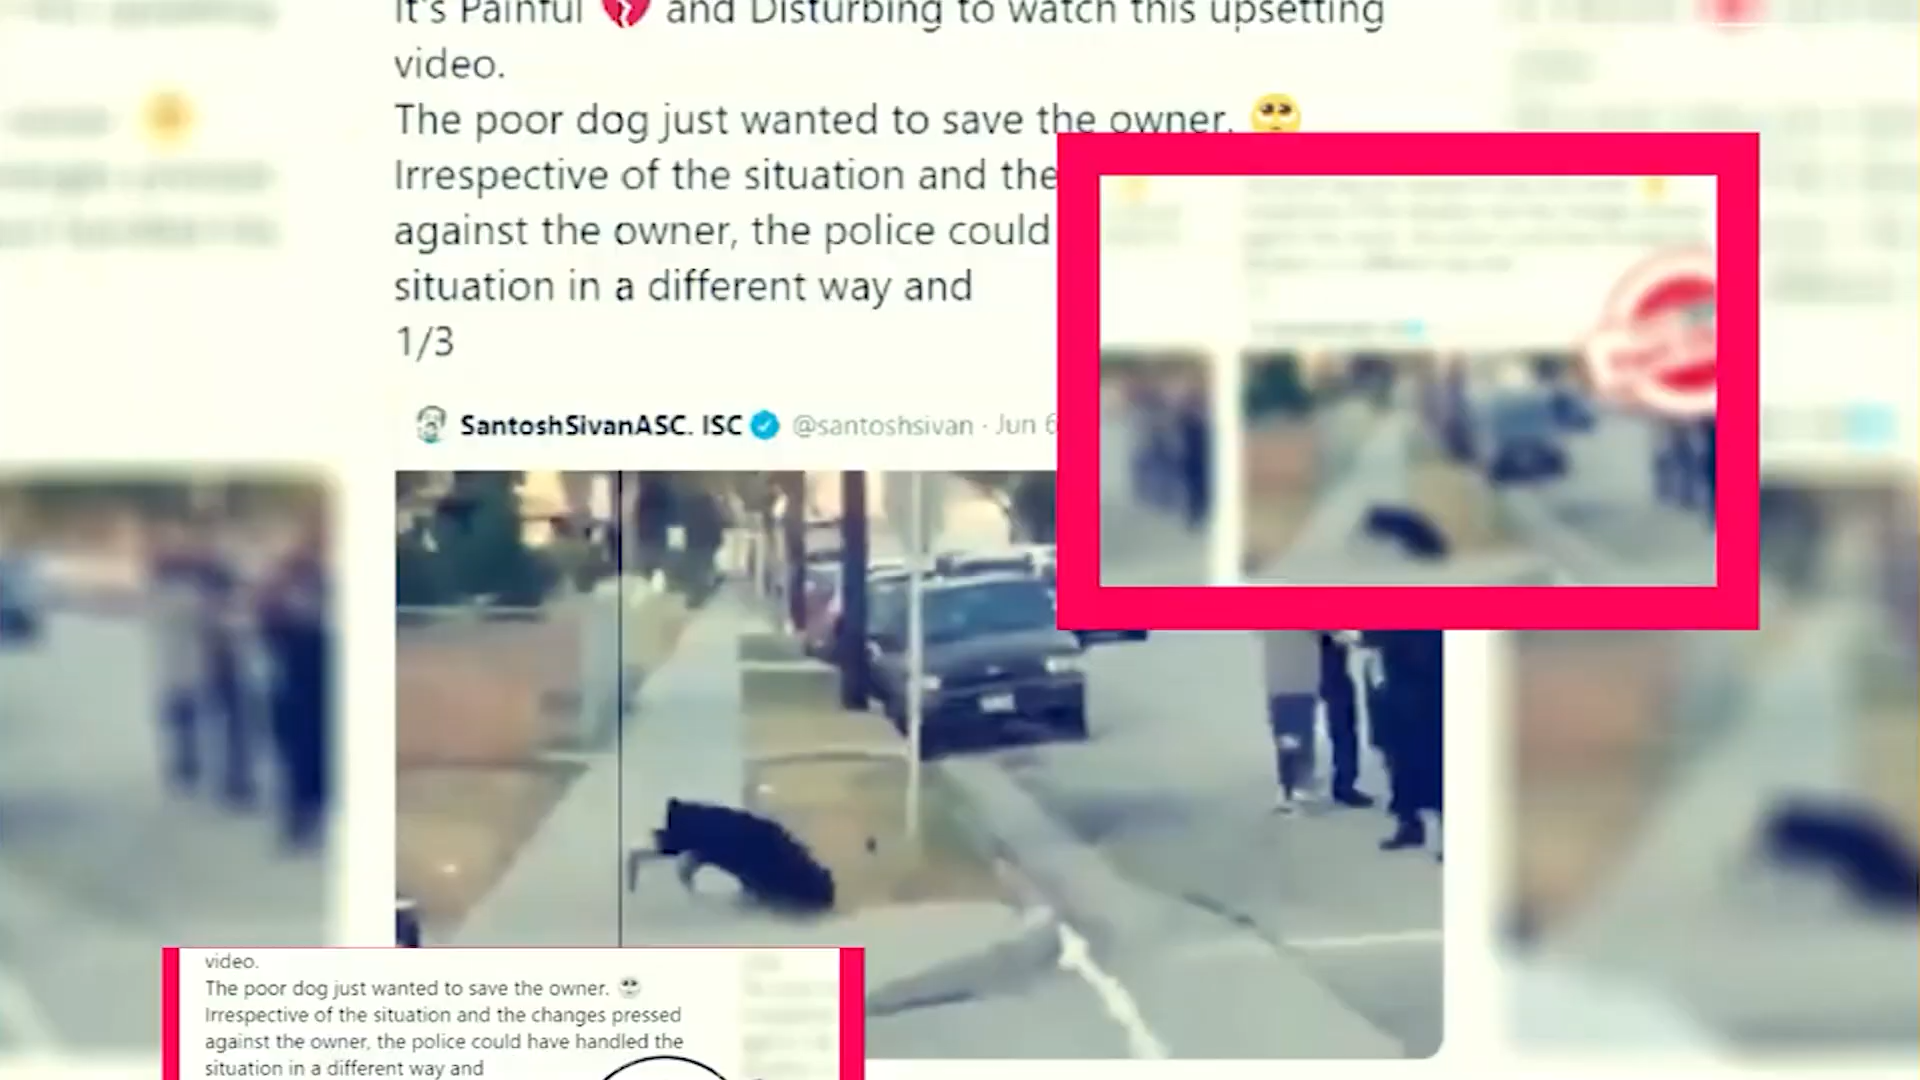 It's Painful 💔 and Disturbing to watch this upsetting
video.
The poor dog just wanted to save the owner. 🥺
Irrespective of the situation and the
against the owner, the police could
situation in a different way and
1/3
SantoshSivanASC. ISC @santoshsivan · Jun 6
video.
The poor dog just wanted to save the owner. 🥺
Irrespective of the situation and the changes pressed
against the owner, the police could have handled the
situation in a different way and